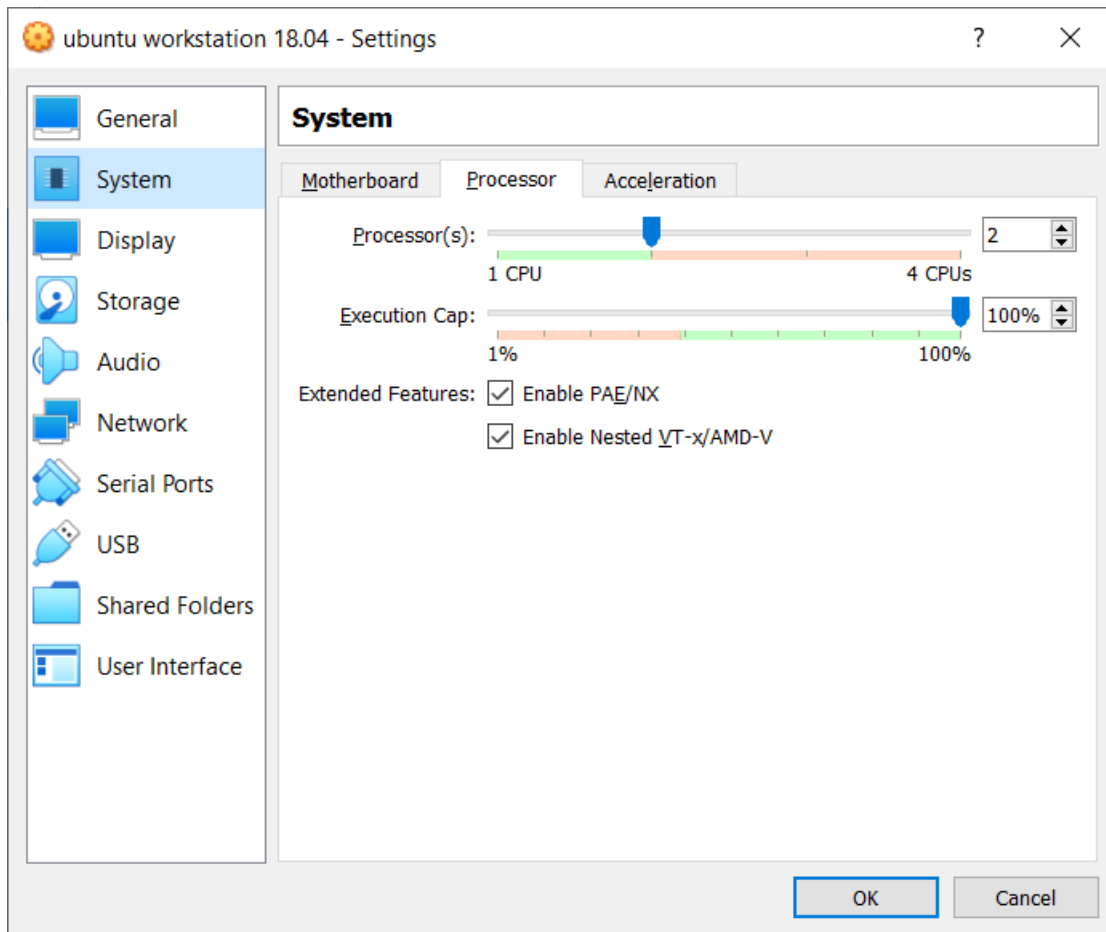 ubuntu workstation 18.04 - Settings ?
General
System
Display
Storage
Audio
Network
Serial Ports
USB
Shared Folders
User Interface
System
Motherboard Processor Acceleration
Processor(s): 2
1 CPU 4 CPUs
Execution Cap: 100%
1% 100%
Extended Features: Enable PAE/NX
Enable Nested VT-x/AMD-V
OK Cancel